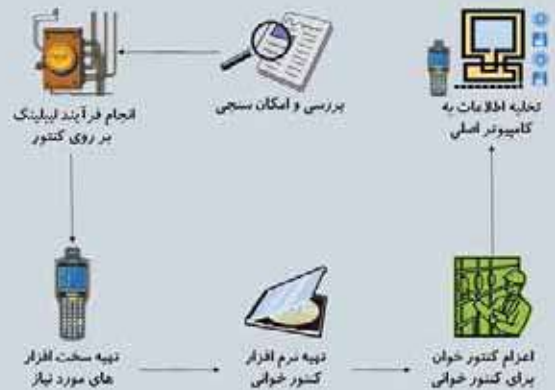 بررسی و امکان سنجی
انجام فرآیند لیبلینگ
بر روی کنتور
تهیه سخت افزار
های مورد نیاز
تهیه نرم افزار
کنتور خوانی
اعزام کنتور خوان
برای کنتور خوانی
تخلیه اطلاعات به
کامپیوتر اصلی